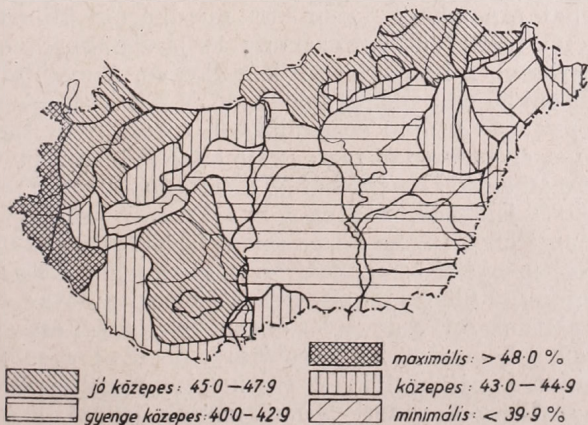 maximális: > 48·0 %
jó közepes: 45·0 — 47·9
közepes: 43·0 — 44·9
gyenge közepes: 40·0 - 42·9
minimális: < 39·9 %